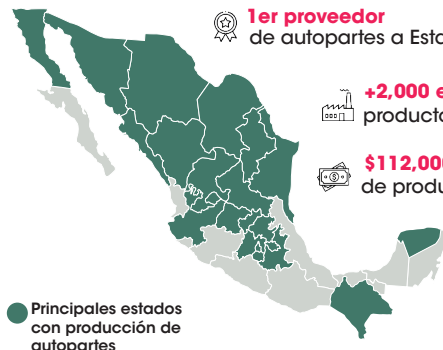 1er proveedor
de autopartes a
+2,000
$112,000
de
Principales estados
con producción de
autopartes